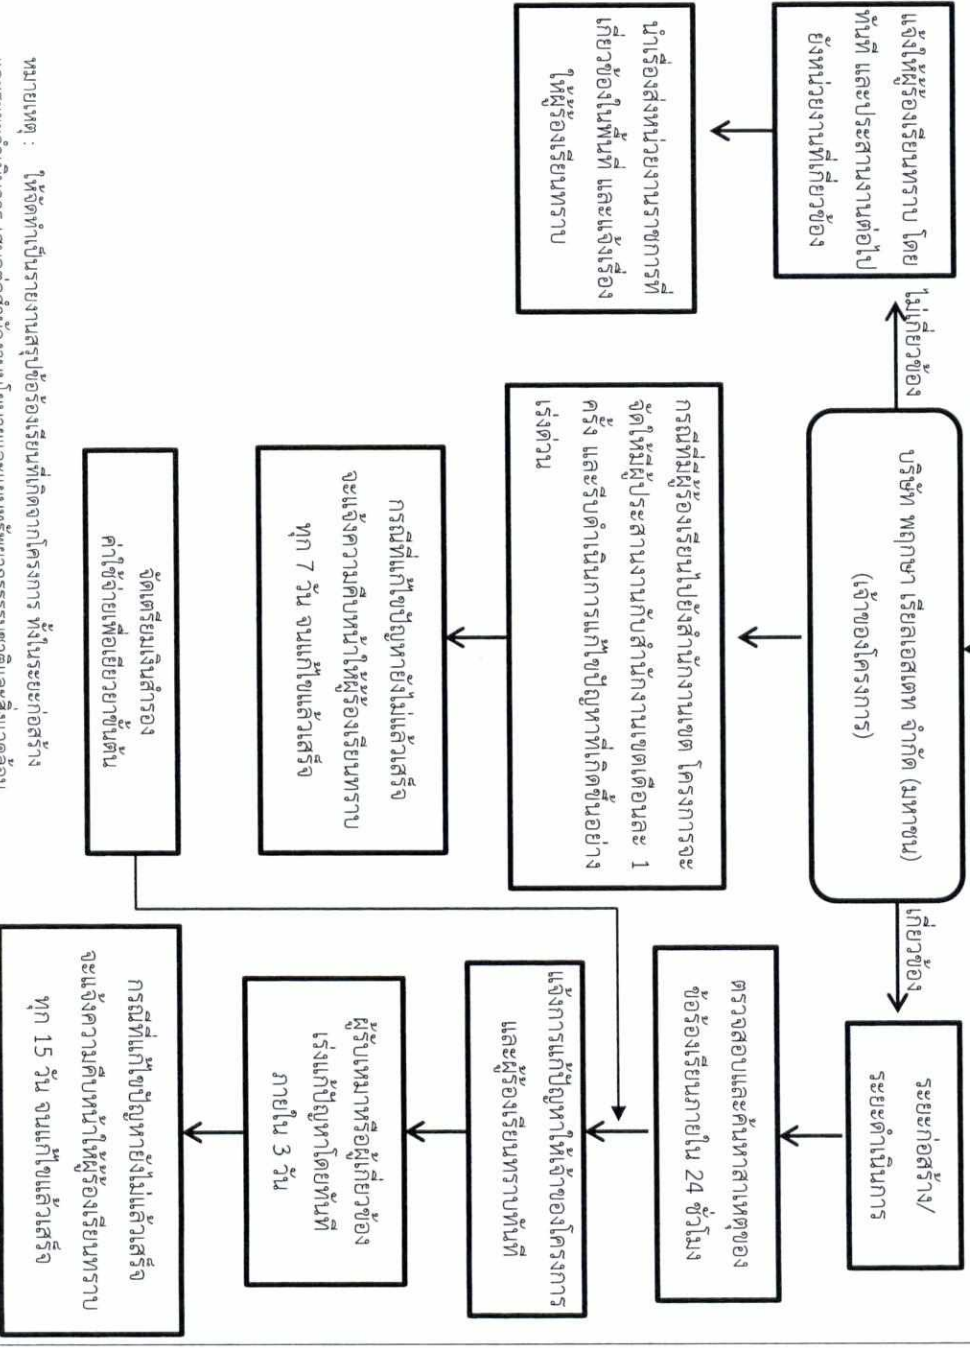 บริษัท พฤกษา เรียลเอสเตท จำกัด (มหาชน)
(เจ้าของโครงการ)
ไม่เกี่ยวข้อง
เกี่ยวข้อง
แจ้งให้ผู้ร้องเรียนทราบ โดย
ทันที และประสานงานต่อไป
ยังหน่วยงานที่เกี่ยวข้อง
นำเรื่องส่งหน่วยงานราชการที่
เกี่ยวข้องในพื้นที่ และแจ้งเรื่อง
ให้ผู้ร้องเรียนทราบ
กรณีที่มีผู้ร้องเรียนไปยังสำนักงานเขต โครงการจะ
จัดให้มีผู้ประสานงานกับสำนักงานเขตเดือนละ 1
ครั้ง และรีบดำเนินการแก้ไขปัญหาที่เกิดขึ้นอย่าง
เร่งด่วน
กรณีที่แก้ไขปัญหายังไม่แล้วเสร็จ
จะแจ้งความคืบหน้าให้ผู้ร้องเรียนทราบ
ทุก 7 วัน จนแก้ไขแล้วเสร็จ
จัดเตรียมเงินสำรอง
ค่าใช้จ่ายเพื่อเยียวยาขั้นต้น
ระยะก่อสร้าง/
ระยะดำเนินการ
ตรวจสอบและค้นหาสาเหตุของ
ข้อร้องเรียนภายใน 24 ชั่วโมง
แจ้งการแก้ปัญหาให้เจ้าของโครงการ
และผู้ร้องเรียนทราบทันที
ผู้รับเหมาหรือผู้เกี่ยวข้อง
เร่งแก้ปัญหาโดยทันที
ภายใน 3 วัน
กรณีที่แก้ไขปัญหายังไม่แล้วเสร็จ
จะแจ้งความคืบหน้าให้ผู้ร้องเรียนทราบ
ทุก 15 วัน จนแก้ไขแล้วเสร็จ
หมายเหตุ : ให้จัดทำเป็นรายงานสรุปข้อร้องเรียนที่เกิดจากโครงการ ทั้งในระยะก่อสร้าง